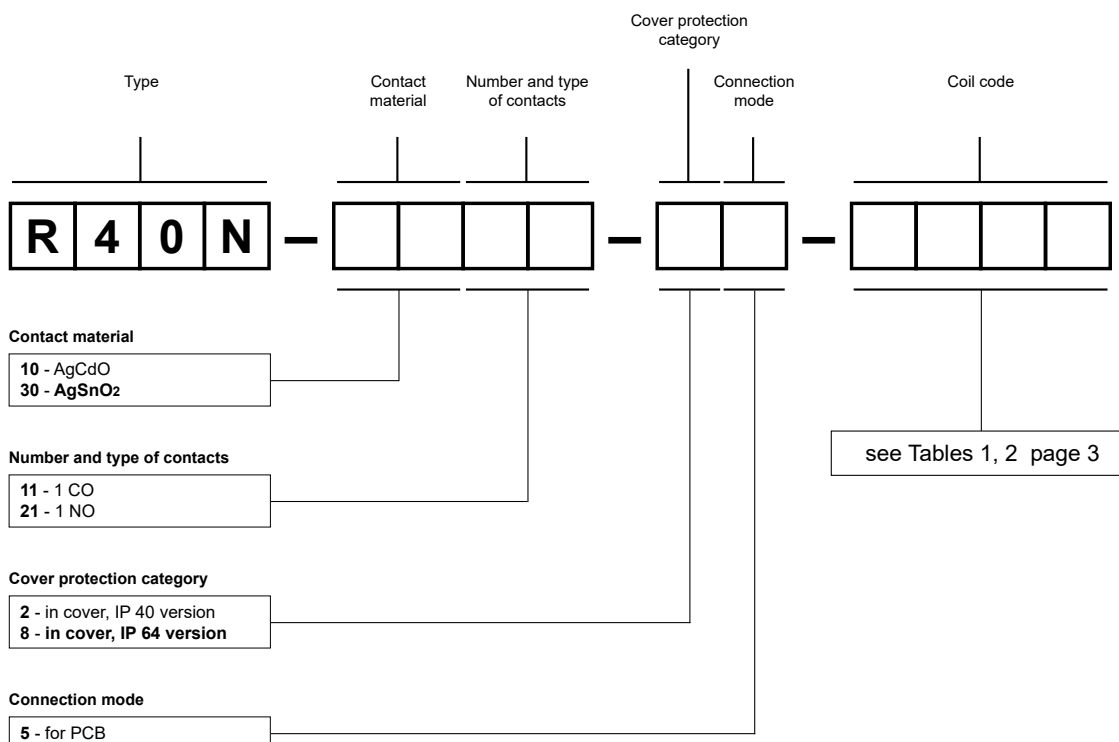 Cover protection
category
Type
Contact
material
Number and type
of contacts
Connection
mode
Coil code
R 4 0 N – – –
Contact material
10 - AgCdO
30 - AgSnO2
see Tables 1, 2 page 3
Number and type of contacts
11 - 1 CO
21 - 1 NO
Cover protection category
2 - in cover, IP 40 version
8 - in cover, IP 64 version
Connection mode
5 - for PCB